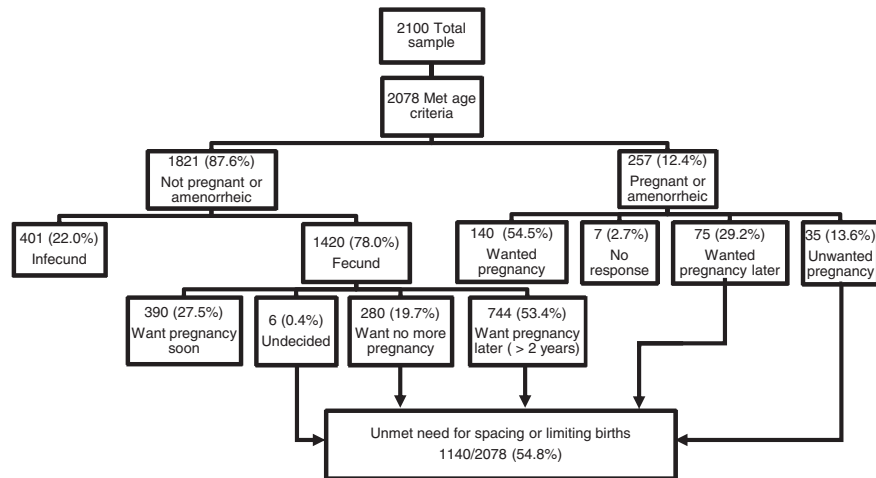 2100 Total
sample
2078 Met age
criteria
1821 (87.6%)
Not pregnant or
amenorrheic
257 (12.4%)
Pregnant or
amenorrheic
401 (22.0%)
Infecund
1420 (78.0%)
Fecund
140 (54.5%)
Wanted
pregnancy
7 (2.7%)
No
response
75 (29.2%)
Wanted
pregnancy later
35 (13.6%)
Unwanted
pregnancy
390 (27.5%)
Want pregnancy
soon
6 (0.4%)
Undecided
280 (19.7%)
Want no more
pregnancy
744 (53.4%)
Want pregnancy
later ( > 2 years)
Unmet need for spacing or limiting births
1140/2078 (54.8%)